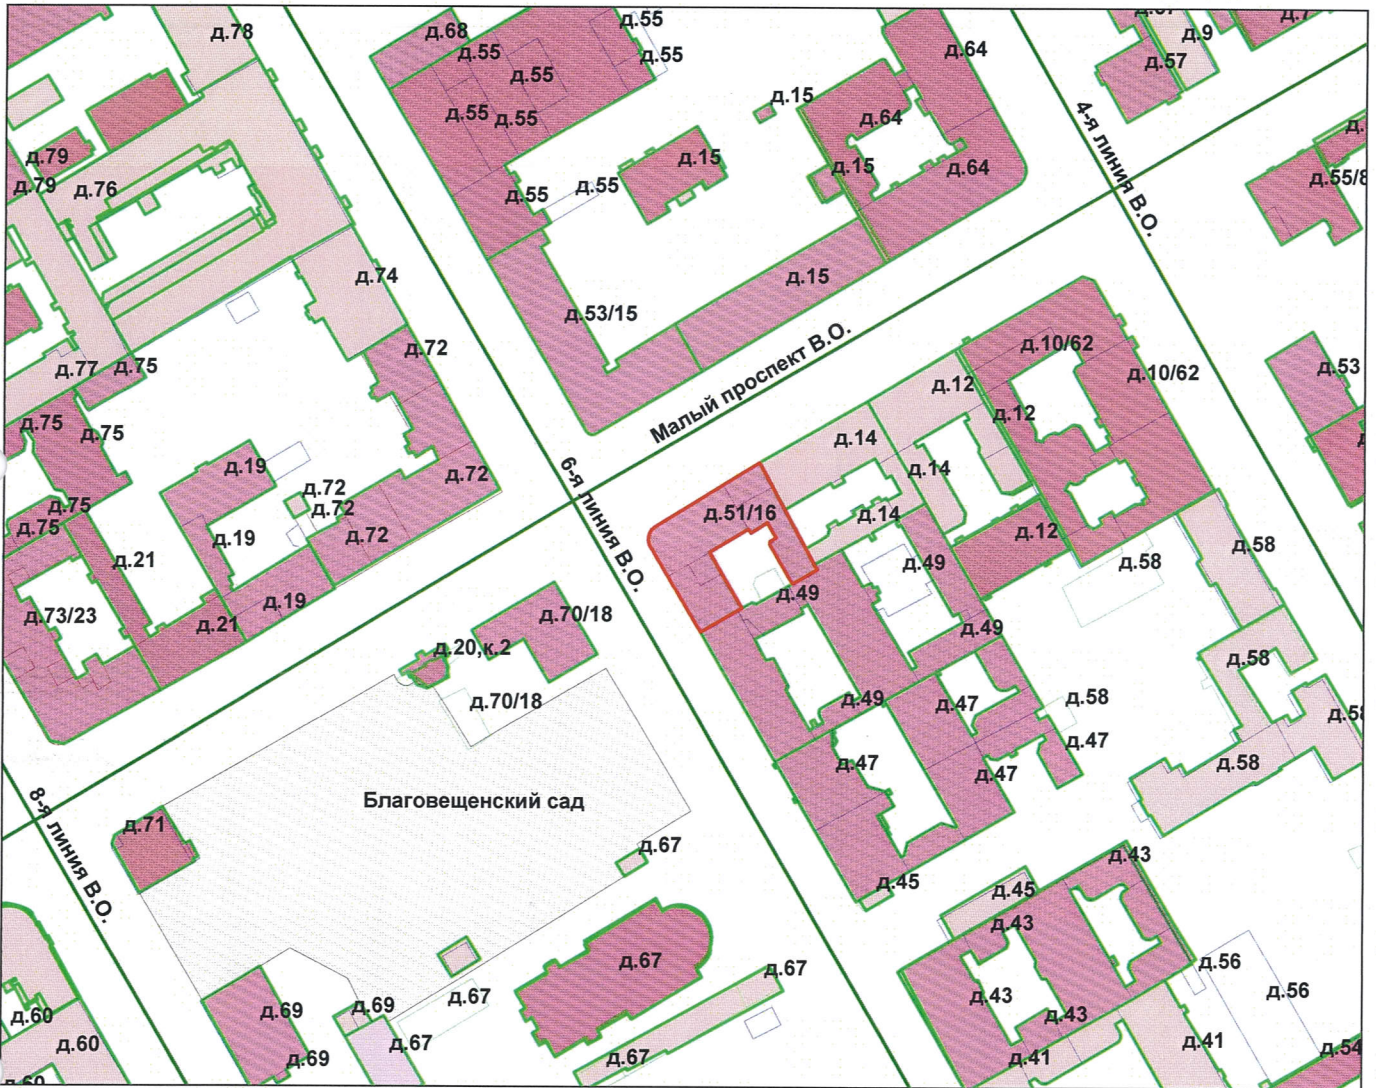 д.78
д.68
д.55
д.55
д.55
д.55
д.55
д.55
д.64
д.9
д.57
д.15
д.64
4-я линия В.О.
д.79
д.79
д.76
д.15
д.15
д.64
д.55
д.55
д.55/8
д.74
д.15
д.53/15
д.72
Малый проспект В.О.
д.10/62
д.10/62
д.53
д.77
д.75
д.12
д.12
д.75
д.75
д.14
д.14
д.19
д.72
6-я линия В.О.
д.72
д.72
д.51/16
д.14
д.75
д.75
д.19
д.72
д.12
д.21
д.49
д.58
д.58
д.73/23
д.21
д.19
д.70/18
д.49
д.49
д.20,к.2
д.58
д.70/18
д.49
д.47
д.58
д.58
д.47
д.47
д.47
д.58
Благовещенский сад
8-я линия В.О.
д.71
д.67
д.43
д.45
д.45
д.43
д.67
д.67
д.56
д.56
д.69
д.69
д.67
д.43
д.60
д.60
д.67
д.43
д.41
д.54
д.69
д.67
д.41
д.60